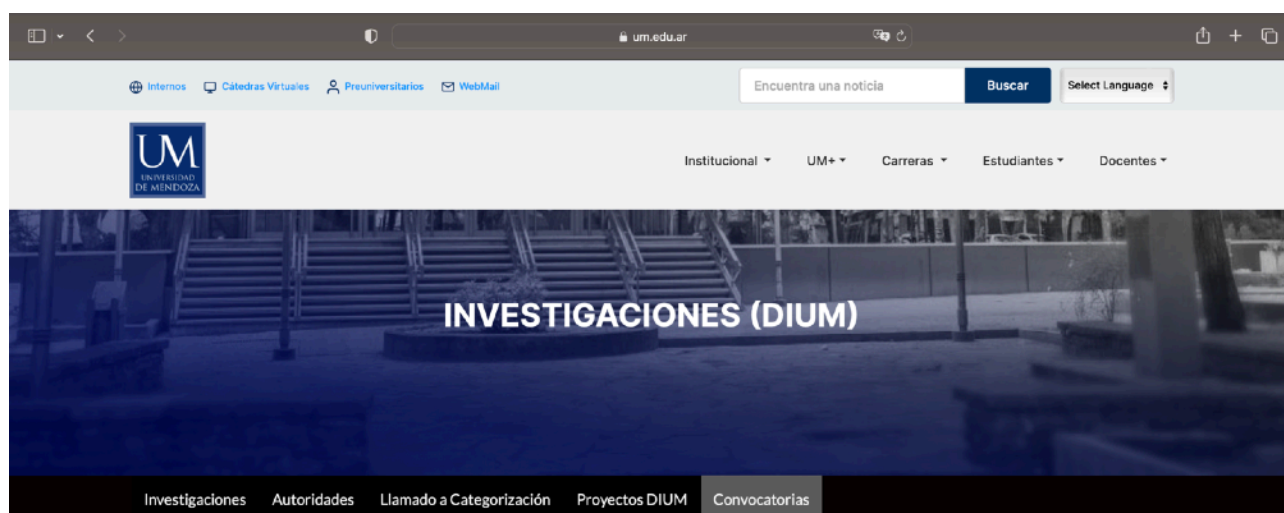 um.edu.ar
Internos Cátedras Virtuales Preuniversitarios WebMail
Encuentra una noticia Buscar Select Language
UM
UNIVERSIDAD
DE MENDOZA
Institucional UM+ Carreras Estudiantes Docentes
INVESTIGACIONES (DIUM)
Investigaciones Autoridades Llamado a Categorización Proyectos DIUM Convocatorias